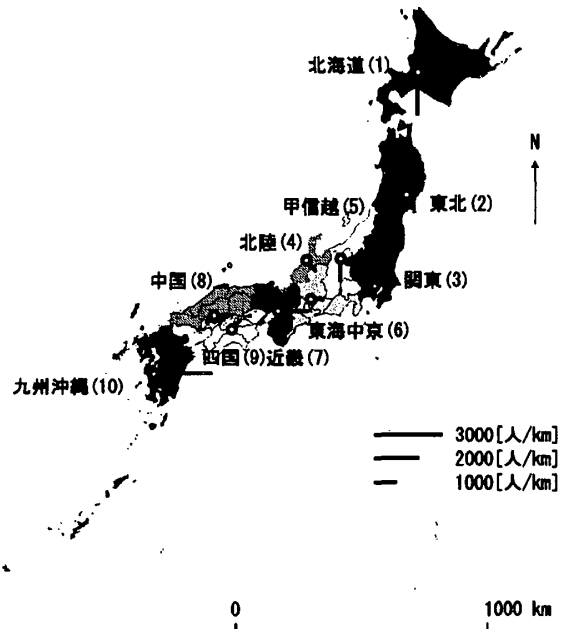 北海道(1)
N
甲信越(5)
東北(2)
北陸(4)
中国(8)
関東(3)
東海中京(6)
四国(9)近畿(7)
九州沖縄(10)
3000[人/km]
2000[人/km]
1000[人/km]
0
1000 km